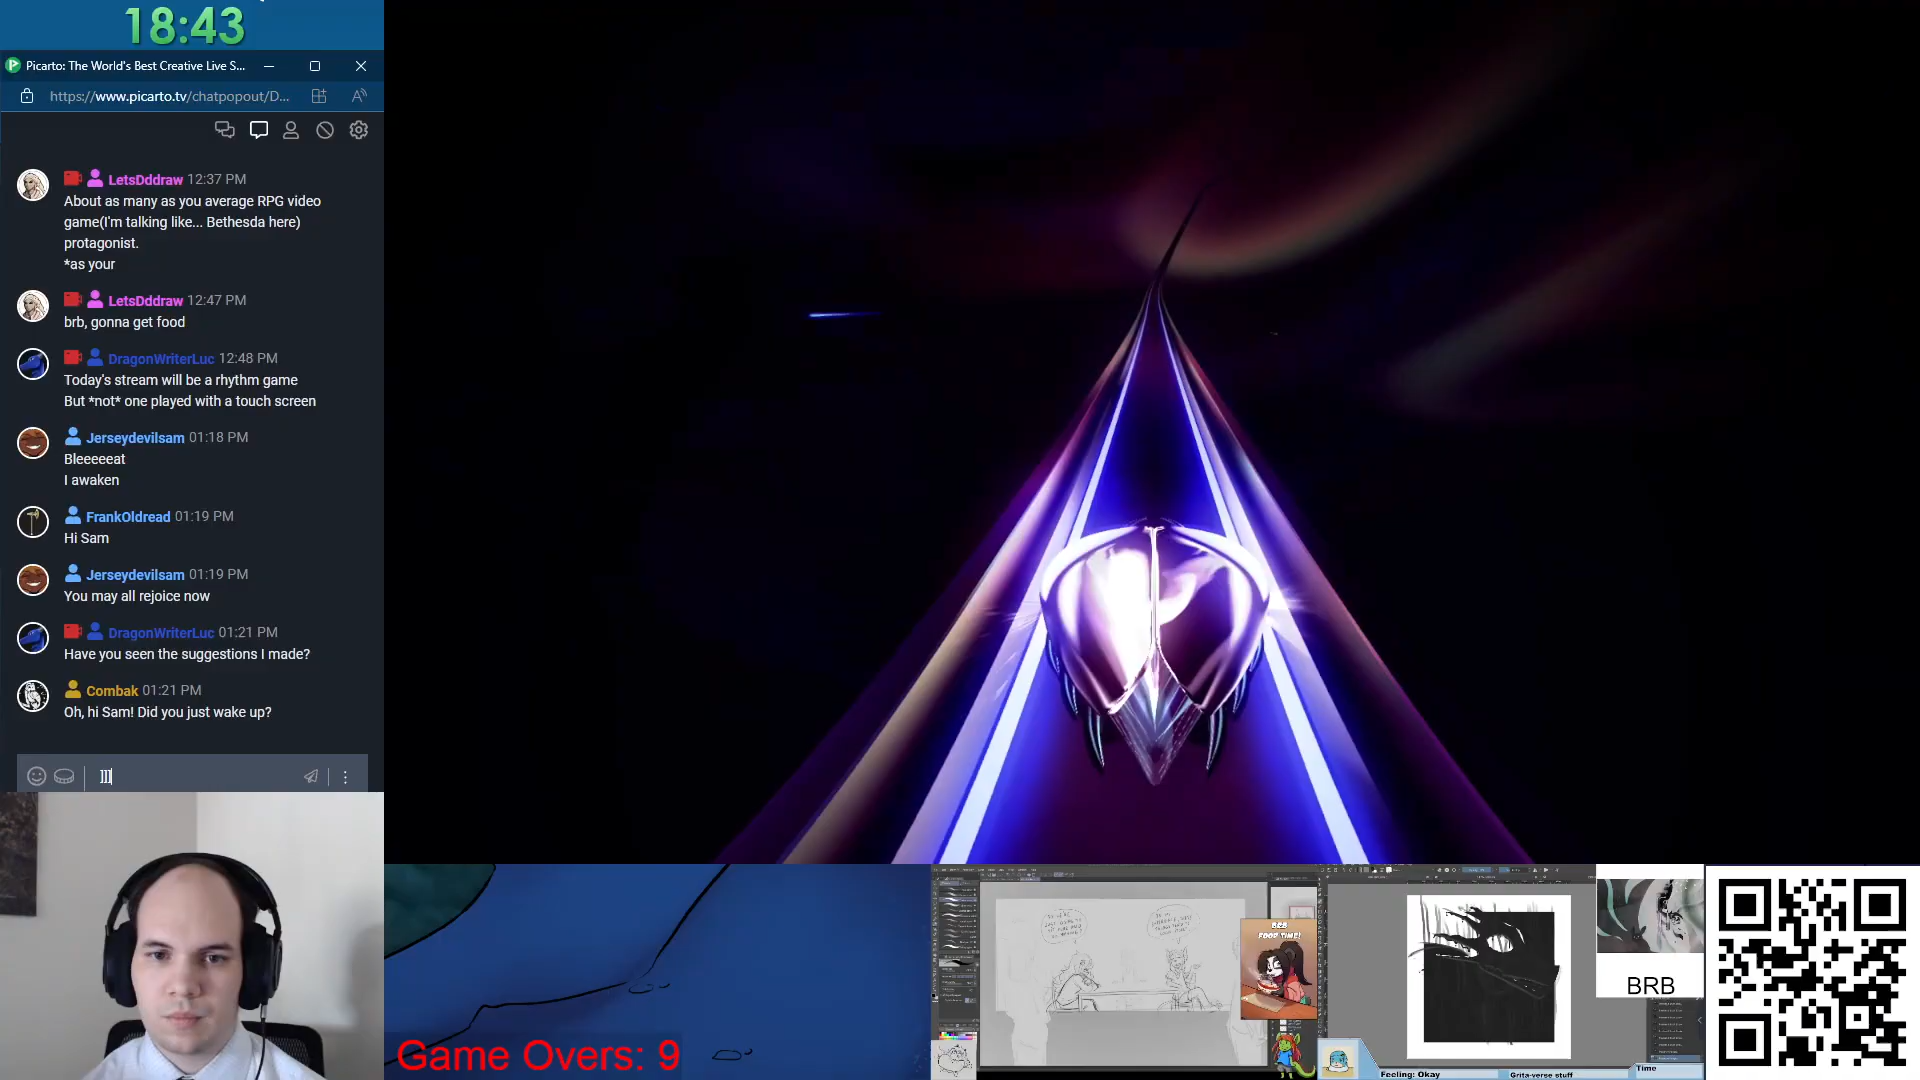 18:43
Picarto: The World's Best Creative Live S...
https://www.picarto.tv/chatpopout/D...
LetsDddraw 12:37 PM
About as many as you average RPG video
game(I'm talking like... Bethesda here)
protagonist.
*as your
LetsDddraw 12:47 PM
brb, gonna get food
DragonWriterLuc 12:48 PM
Today's stream will be a rhythm game
But *not* one played with a touch screen
Jerseydevilsam 01:18 PM
Bleeeeeat
I awaken
FrankOldread 01:19 PM
Hi Sam
Jerseydevilsam 01:19 PM
You may all rejoice now
DragonWriterLuc 01:21 PM
Have you seen the suggestions I made?
Combak 01:21 PM
Oh, hi Sam! Did you just wake up?
]]]
Game Overs: 9
BRB
FOOD TIME!
BRB
Feeling: Okay
Grita-verse stuff
Time